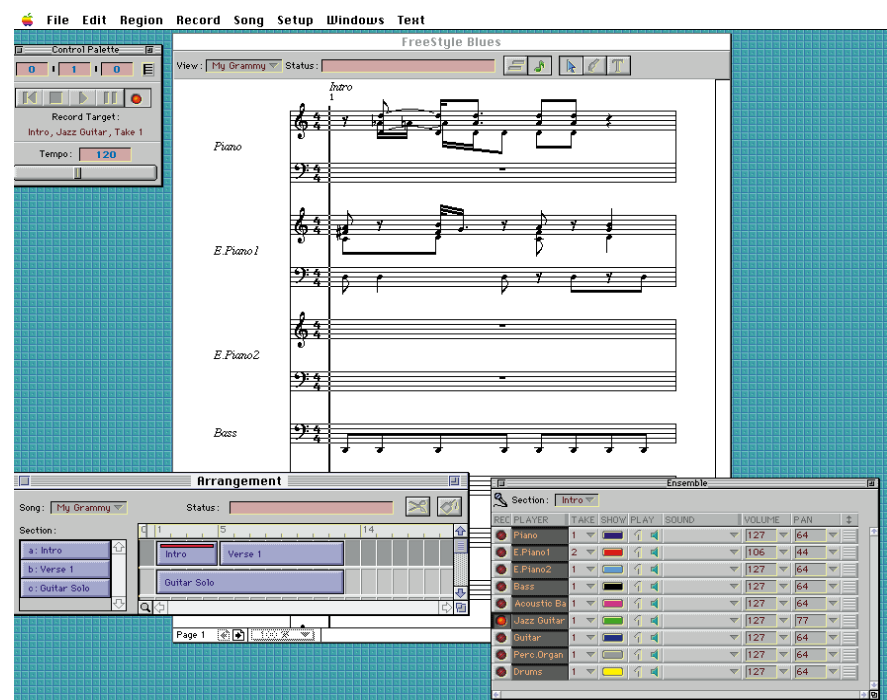 File Edit Region Record Song Setup Windows Text
Control Palette
0 1 1 1 0
Record Target:
Intro, Jazz Guitar, Take 1
Tempo: 120
FreeStyle Blues
View: My Grammy Status:
Intro
1
Piano
E.Piano1
E.Piano2
Bass
Arrangement
Song: My Grammy Status:
Section:
1 5 14
a: Intro
b: Verse 1
c: Guitar Solo
Intro Verse 1
Guitar Solo
Page 1
Ensemble
Section: Intro
REC PLAYER TAKE SHOW PLAY SOUND VOLUME PAN
Piano 1 127 64
E.Piano1 2 106 44
E.Piano2 1 127 64
Bass 1 127 64
Acoustic Ba 1 127 64
Jazz Guitar 1 127 77
Guitar 1 127 64
Perc.Organ 1 127 64
Drums 1 127 64